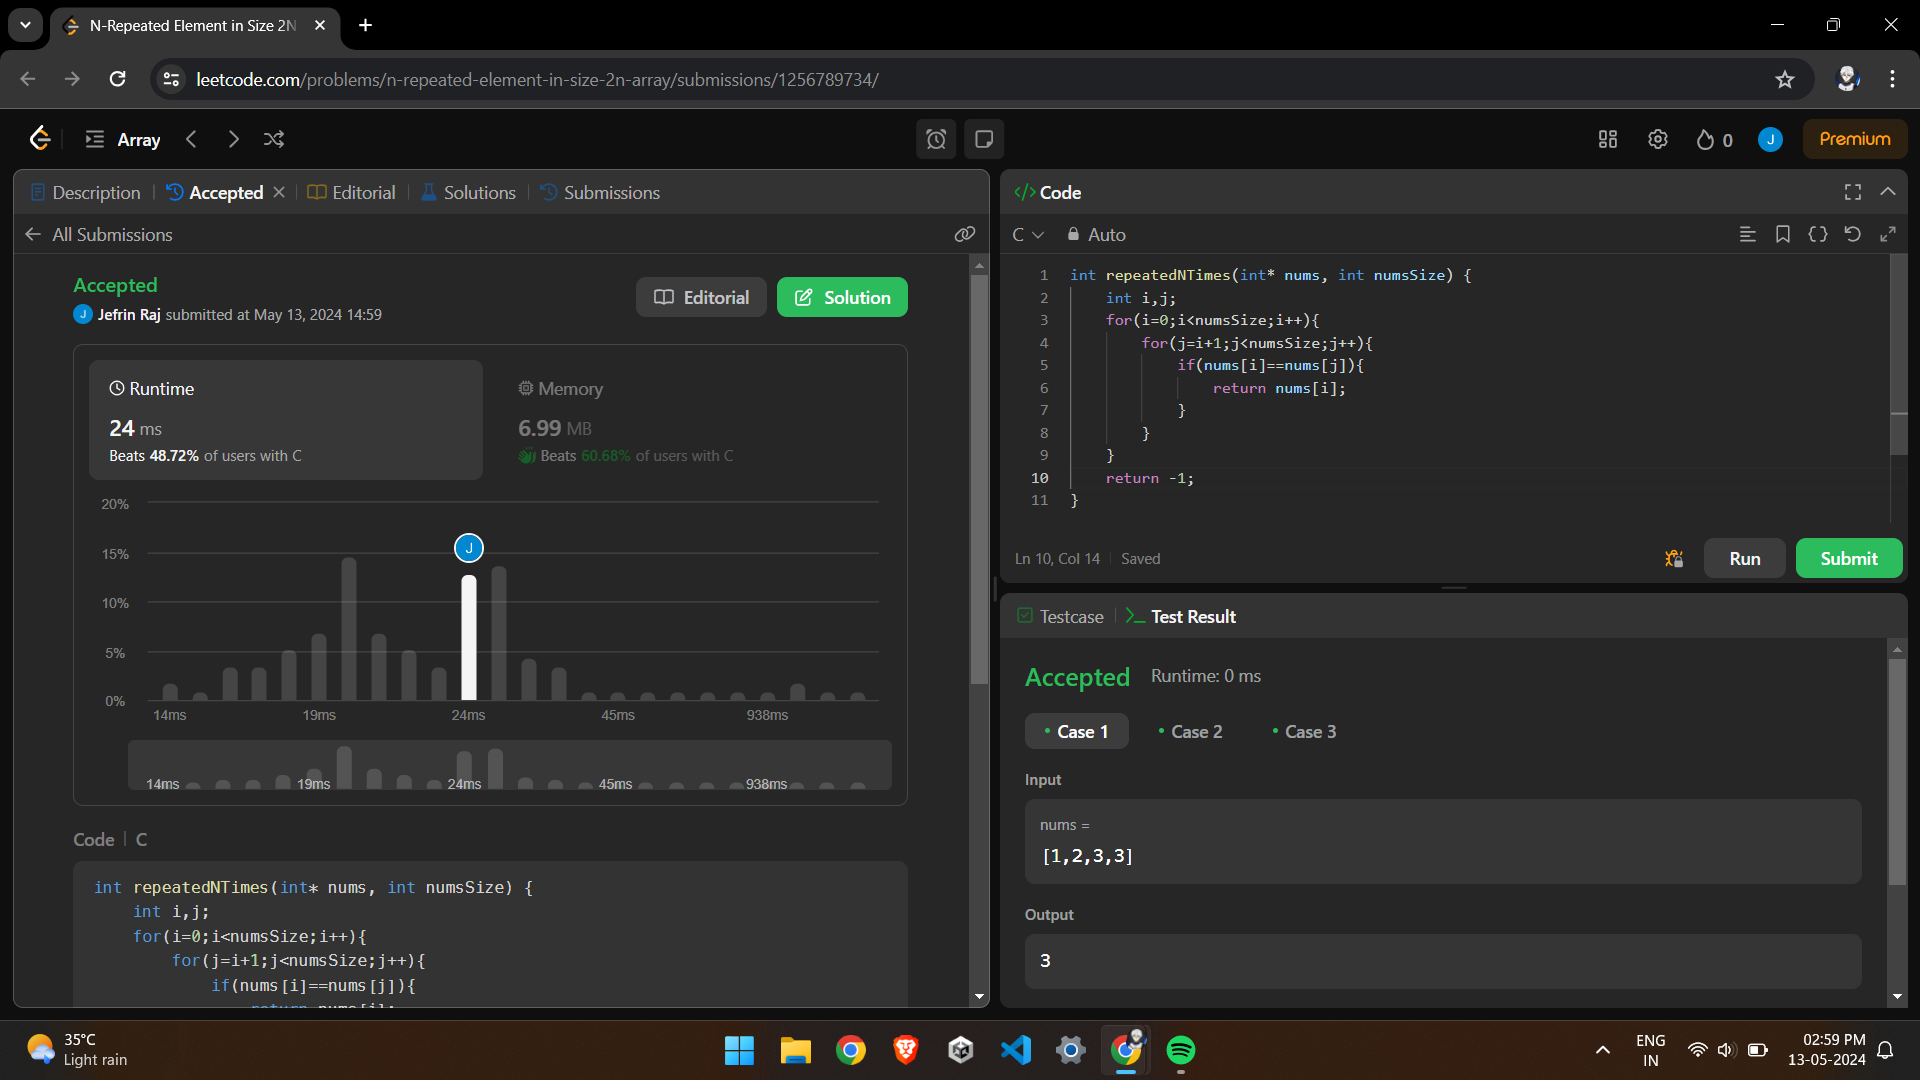 N-Repeated Element in Size 2N
leetcode.com/problems/n-repeated-element-in-size-2n-array/submissions/1256789734/
Array
0
J
Premium
Description
Accepted
Editorial
Solutions
Submissions
All Submissions
Accepted
J Jefrin Raj submitted at May 13, 2024 14:59
Editorial
Solution
Runtime
24 ms
Beats 48.72% of users with C
Memory
6.99 MB
Beats 60.68% of users with C
20%
15%
10%
5%
0%
J
14ms 19ms 24ms 45ms 938ms
14ms 19ms 24ms 45ms 938ms
Code | C
int repeatedNTimes(int* nums, int numsSize) {
    int i,j;
    for(i=0;i<numsSize;i++){
        for(j=i+1;j<numsSize;j++){
            if(nums[i]==nums[j]){
                return nums[i];
</> Code
C Auto
1 int repeatedNTimes(int* nums, int numsSize) {
2     int i,j;
3     for(i=0;i<numsSize;i++){
4         for(j=i+1;j<numsSize;j++){
5             if(nums[i]==nums[j]){
6                 return nums[i];
7             }
8         }
9     }
10     return -1;
11 }
Ln 10, Col 14 | Saved
Run
Submit
Testcase
Test Result
Accepted Runtime: 0 ms
• Case 1
• Case 2
• Case 3
Input
nums =
[1,2,3,3]
Output
3
35°C
Light rain
ENG
IN
02:59 PM
13-05-2024